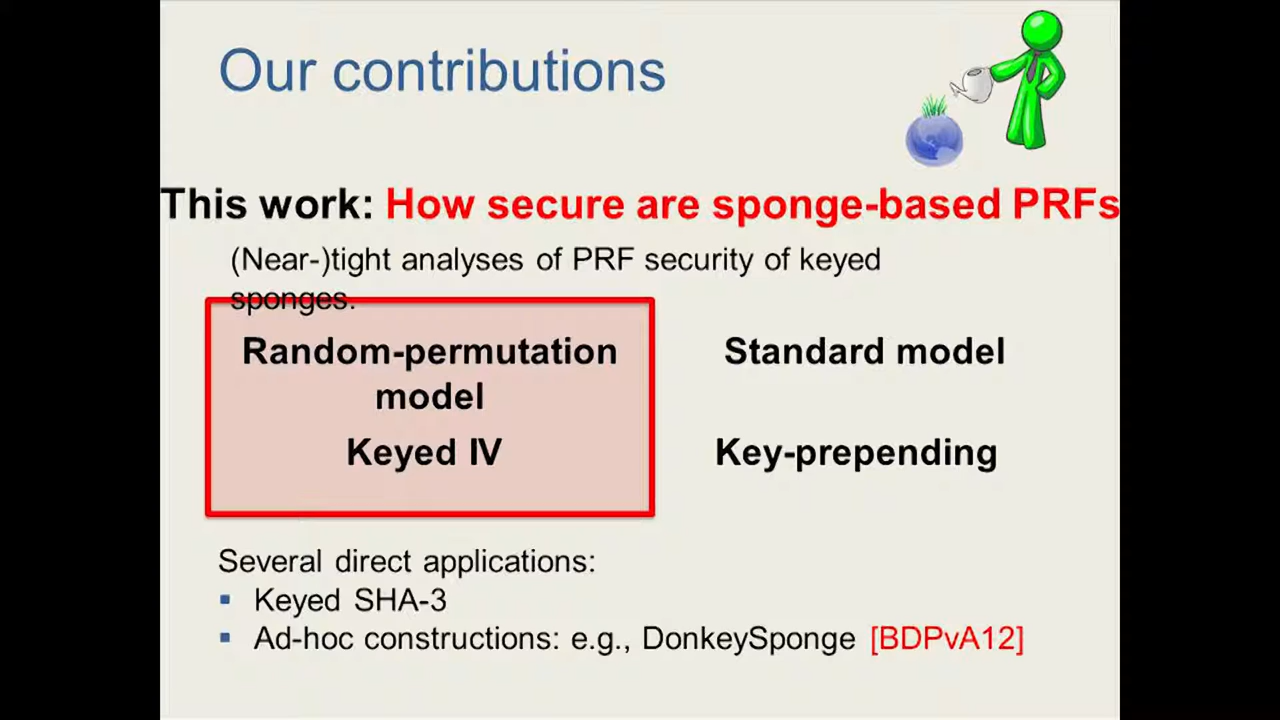 Our contributions
This work: How secure are sponge-based PRFs
(Near-)tight analyses of PRF security of keyed
sponges.
Random-permutation
model
Standard model
Keyed IV
Key-prepending
Several direct applications:
▪ Keyed SHA-3
▪ Ad-hoc constructions: e.g., DonkeySponge [BDPvA12]